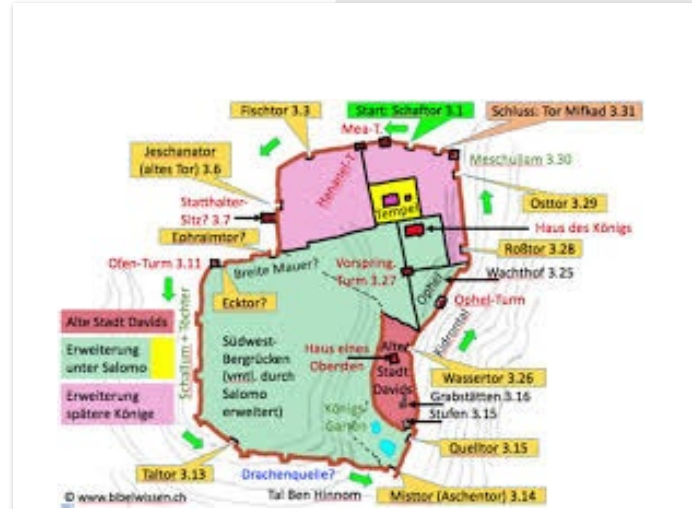 Fischtor 3.3
Start: Schaftor 3.1
Schluss: Tor Mifkad 3.31
Mea-T.
Jeschanator
(altes Tor) 3.6
Hananel-T.
Meschullam 3.30
Statthalter-
Sitz? 3.7
Tempel
Osttor 3.29
Haus des Königs
Ephraimtor?
Roßtor 3.28
Ofen-Turm 3.11
Breite Mauer?
Vorspring.
Turm 3.27
Ophel
Wachthof 3.25
Ecktor?
Ophel-Turm
Kidrontal
Alte Stadt Davids
Erweiterung
unter Salomo
Erweiterung
spätere Könige
Schallum + Töchter
Südwest-
Bergrücken
(vmtl. durch
Salomo
erweitert)
Haus eines
Obersten
Alte
Stadt
Davids
Wassertor 3.26
Grabstätten 3.16
Stufen 3.15
Königs
Garten
Quelltor 3.15
Taltor 3.13
Drachenquelle?
Tal Ben Hinnom
Misttor (Aschentor) 3.14
© www.bibelwissen.ch